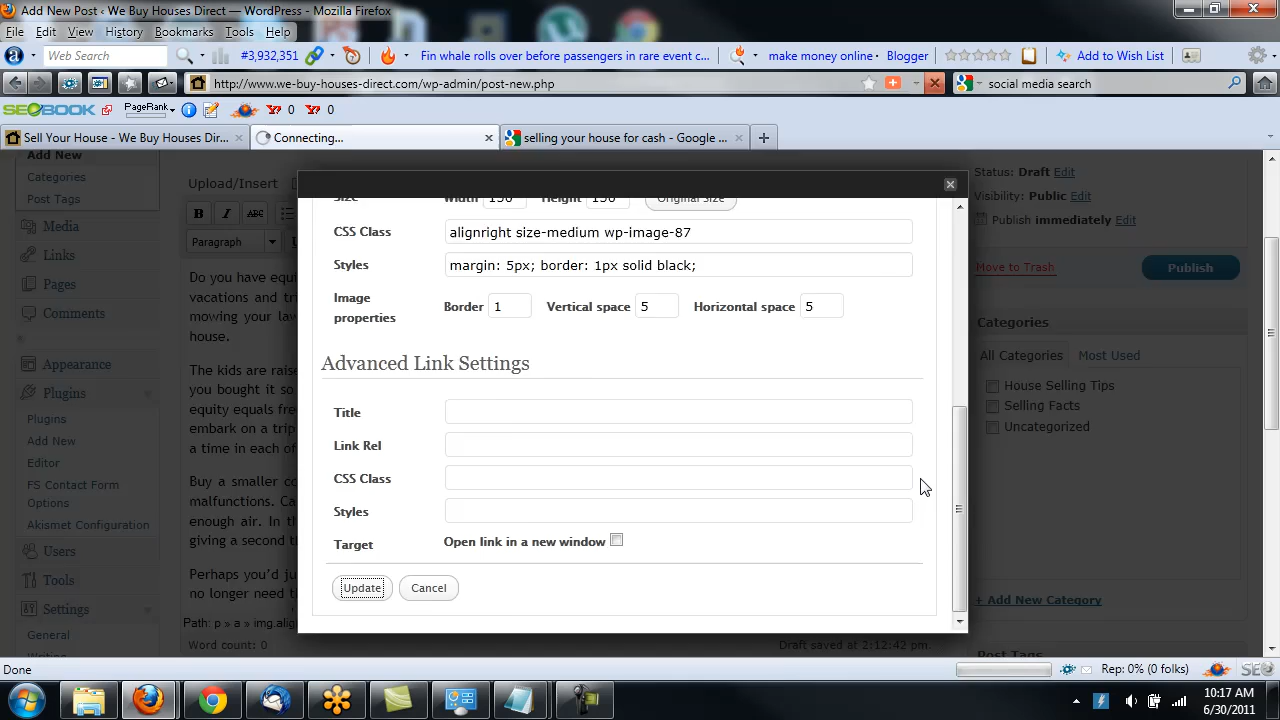 Add New Post ‹ We Buy Houses Direct — WordPress - Mozilla Firefox
File Edit View History Bookmarks Tools Help
Web Search #3,932,351 Fin whale rolls over before passengers in rare event c... make money online Blogger Add to Wish List
http://www.we-buy-houses-direct.com/wp-admin/post-new.php social media search
SEOBOOK PageRank 0 0
Sell Your House - We Buy Houses Dir... Connecting... selling your house for cash - Google ...
Add New
Categories
Post Tags
Media
Links
Pages
Comments
Appearance
Plugins
Plugins
Add New
Editor
FS Contact Form
Options
Akismet Configuration
Users
Tools
Settings
General
Upload/Insert
B I ABC
Paragraph
Do you have equi
vacations and tri
mowing your law
house.
The kids are raise
you bought it so
equity equals fre
embark on a trip
a time in each of
Buy a smaller co
malfunctions. Ca
enough air. In th
giving a second th
Perhaps you'd ju
no longer need th
Path: p » a » img.alig
Word count: 0 Draft saved at 2:12:42 pm.
Size Width 150 Height 150 Original Size
CSS Class alignright size-medium wp-image-87
Styles margin: 5px; border: 1px solid black;
Image
properties
Border 1 Vertical space 5 Horizontal space 5
Advanced Link Settings
Title
Link Rel
CSS Class
Styles
Target Open link in a new window
Update Cancel
Status: Draft Edit
Visibility: Public Edit
Publish immediately Edit
Move to Trash Publish
Categories
All Categories Most Used
House Selling Tips
Selling Facts
Uncategorized
+ Add New Category
Post Tags
Done Rep: 0% (0 folks) SEO
10:17 AM
6/30/2011